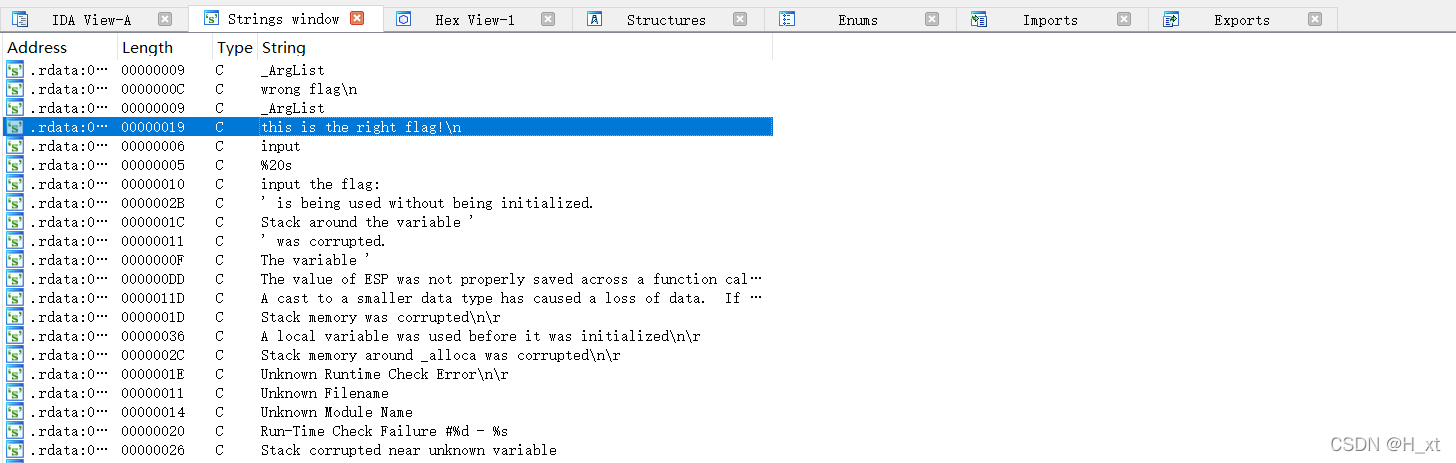 IDA View-A Strings window Hex View-1 Structures Enums Imports Exports
Address Length Type String
.rdata:0… 00000009 C _ArgList
.rdata:0… 0000000C C wrong flag\n
.rdata:0… 00000009 C _ArgList
.rdata:0… 00000019 C this is the right flag!\n
.rdata:0… 00000006 C input
.rdata:0… 00000005 C %20s
.rdata:0… 00000010 C input the flag:
.rdata:0… 0000002B C ' is being used without being initialized.
.rdata:0… 0000001C C Stack around the variable '
.rdata:0… 00000011 C ' was corrupted.
.rdata:0… 0000000F C The variable '
.rdata:0… 000000DD C The value of ESP was not properly saved across a function cal…
.rdata:0… 0000011D C A cast to a smaller data type has caused a loss of data.  If …
.rdata:0… 0000001D C Stack memory was corrupted\n\r
.rdata:0… 00000036 C A local variable was used before it was initialized\n\r
.rdata:0… 0000002C C Stack memory around _alloca was corrupted\n\r
.rdata:0… 0000001E C Unknown Runtime Check Error\n\r
.rdata:0… 00000011 C Unknown Filename
.rdata:0… 00000014 C Unknown Module Name
.rdata:0… 00000020 C Run-Time Check Failure #%d - %s
.rdata:0… 00000026 C Stack corrupted near unknown variable
CSDN @H_xt